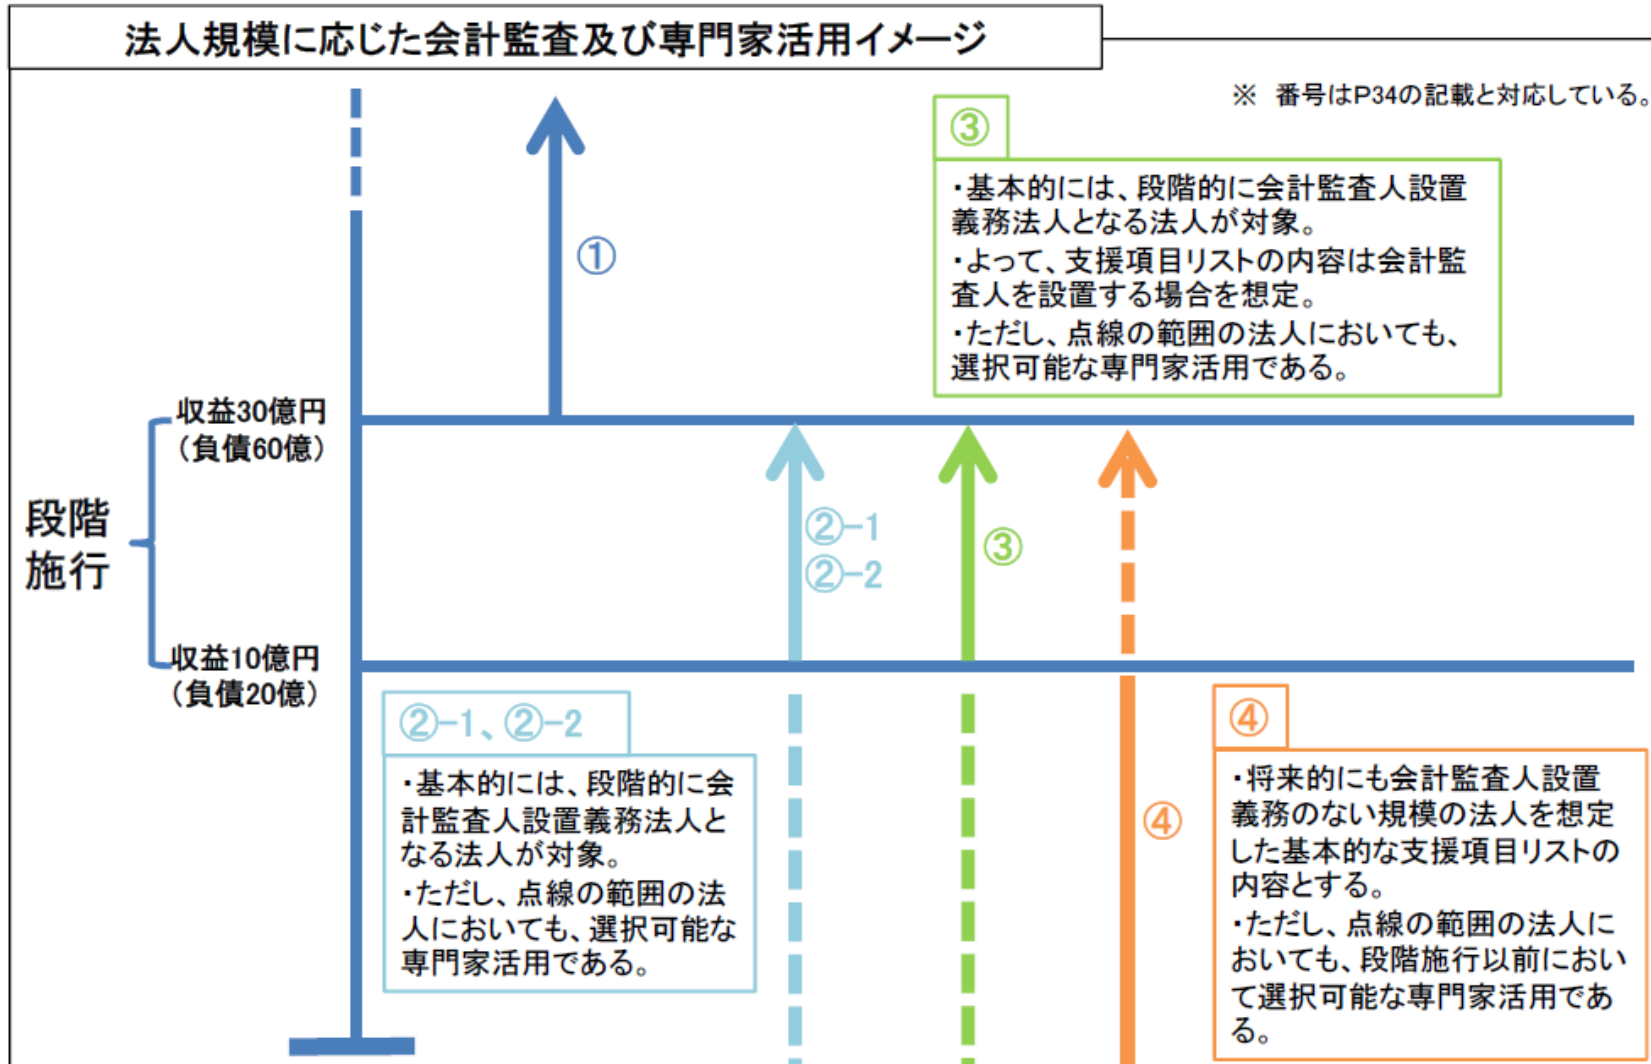 法人規模に応じた会計監査及び専門家活用イメージ
※ 番号はP34の記載と対応している。
③
・基本的には、段階的に会計監査人設置
義務法人となる法人が対象。
・よって、支援項目リストの内容は会計監
査人を設置する場合を想定。
・ただし、点線の範囲の法人においても、
選択可能な専門家活用である。
①
収益30億円
（負債60億）
段階
施行
②-1
②-2
③
収益10億円
（負債20億）
②-1、②-2
・基本的には、段階的に会
計監査人設置義務法人と
なる法人が対象。
・ただし、点線の範囲の法
人においても、選択可能な
専門家活用である。
④
④
・将来的にも会計監査人設置
義務のない規模の法人を想定
した基本的な支援項目リストの
内容とする。
・ただし、点線の範囲の法人に
おいても、段階施行以前におい
て選択可能な専門家活用であ
る。